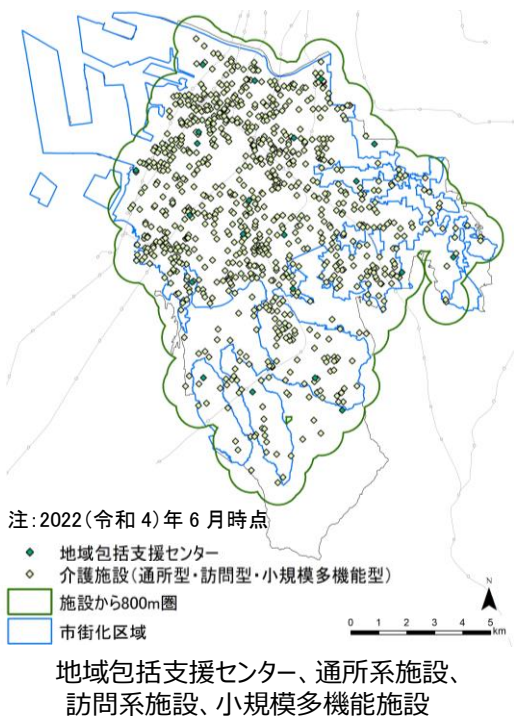 注:2022(令和4)年6月時点
地域包括支援センター
介護施設(通所型・訪問型・小規模多機能型)
施設から800m圏
市街化区域
N
0 1 2 3 4 5
km
地域包括支援センター、通所系施設、
訪問系施設、小規模多機能施設